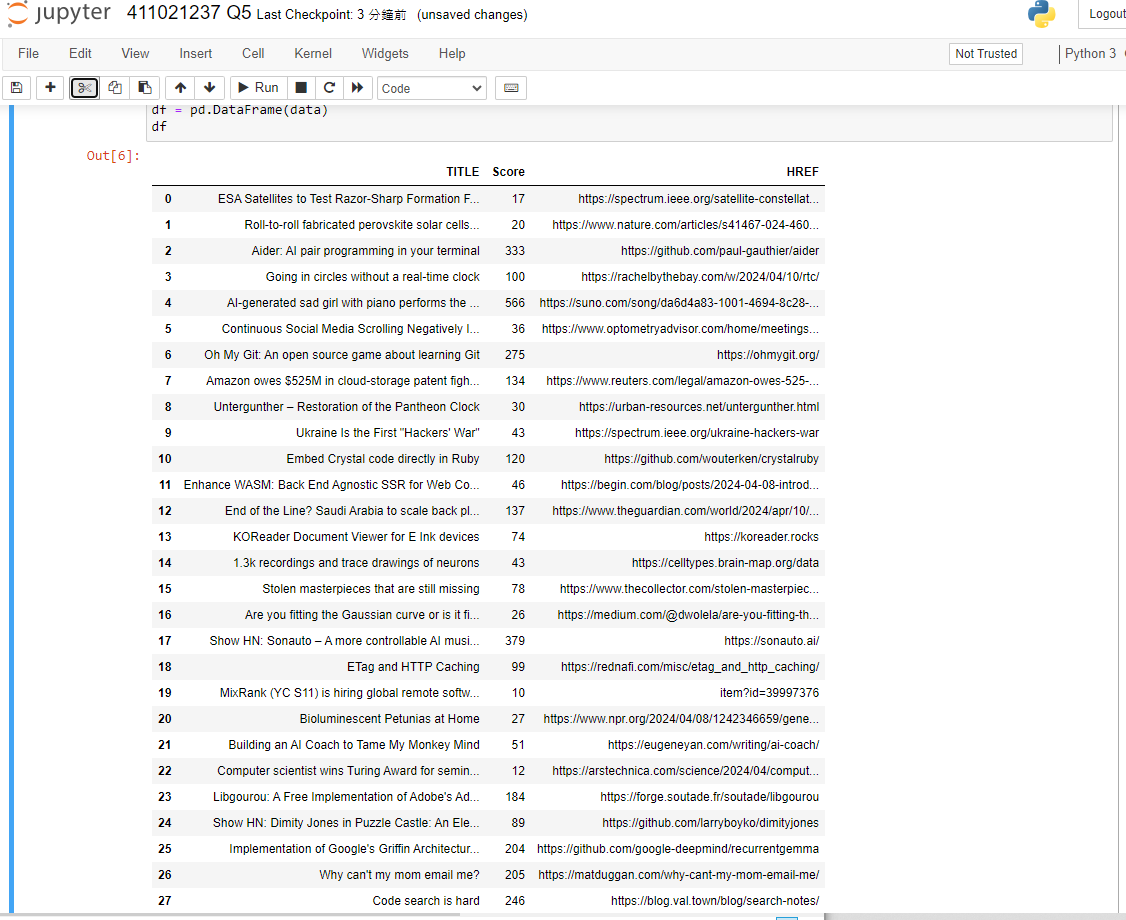 jupyter 411021237 Q5 Last Checkpoint: 3 分鐘前 (unsaved changes) Logout
File Edit View Insert Cell Kernel Widgets Help Not Trusted Python 3
Run Code
df = pd.DataFrame(data)
df
Out[6]:
TITLE Score HREF
0 ESA Satellites to Test Razor-Sharp Formation F... 17 https://spectrum.ieee.org/satellite-constellat...
1 Roll-to-roll fabricated perovskite solar cells... 20 https://www.nature.com/articles/s41467-024-460...
2 Aider: AI pair programming in your terminal 333 https://github.com/paul-gauthier/aider
3 Going in circles without a real-time clock 100 https://rachelbythebay.com/w/2024/04/10/rtc/
4 AI-generated sad girl with piano performs the ... 566 https://suno.com/song/da6d4a83-1001-4694-8c28-...
5 Continuous Social Media Scrolling Negatively I... 36 https://www.optometryadvisor.com/home/meetings...
6 Oh My Git: An open source game about learning Git 275 https://ohmygit.org/
7 Amazon owes $525M in cloud-storage patent figh... 134 https://www.reuters.com/legal/amazon-owes-525-...
8 Untergunther – Restoration of the Pantheon Clock 30 https://urban-resources.net/untergunther.html
9 Ukraine Is the First "Hackers' War" 43 https://spectrum.ieee.org/ukraine-hackers-war
10 Embed Crystal code directly in Ruby 120 https://github.com/wouterken/crystalruby
11 Enhance WASM: Back End Agnostic SSR for Web Co... 46 https://begin.com/blog/posts/2024-04-08-introd...
12 End of the Line? Saudi Arabia to scale back pl... 137 https://www.theguardian.com/world/2024/apr/10/...
13 KOReader Document Viewer for E Ink devices 74 https://koreader.rocks
14 1.3k recordings and trace drawings of neurons 43 https://celltypes.brain-map.org/data
15 Stolen masterpieces that are still missing 78 https://www.thecollector.com/stolen-masterpiec...
16 Are you fitting the Gaussian curve or is it fi... 26 https://medium.com/@dwolela/are-you-fitting-th...
17 Show HN: Sonauto – A more controllable AI musi... 379 https://sonauto.ai/
18 ETag and HTTP Caching 99 https://rednafi.com/misc/etag_and_http_caching/
19 MixRank (YC S11) is hiring global remote softw... 10 item?id=39997376
20 Bioluminescent Petunias at Home 27 https://www.npr.org/2024/04/08/1242346659/gene...
21 Building an AI Coach to Tame My Monkey Mind 51 https://eugeneyan.com/writing/ai-coach/
22 Computer scientist wins Turing Award for semin... 12 https://arstechnica.com/science/2024/04/comput...
23 Libgourou: A Free Implementation of Adobe's Ad... 184 https://forge.soutade.fr/soutade/libgourou
24 Show HN: Dimity Jones in Puzzle Castle: An Ele... 89 https://github.com/larryboyko/dimityjones
25 Implementation of Google's Griffin Architectur... 204 https://github.com/google-deepmind/recurrentgemma
26 Why can't my mom email me? 205 https://matduggan.com/why-cant-my-mom-email-me/
27 Code search is hard 246 https://blog.val.town/blog/search-notes/